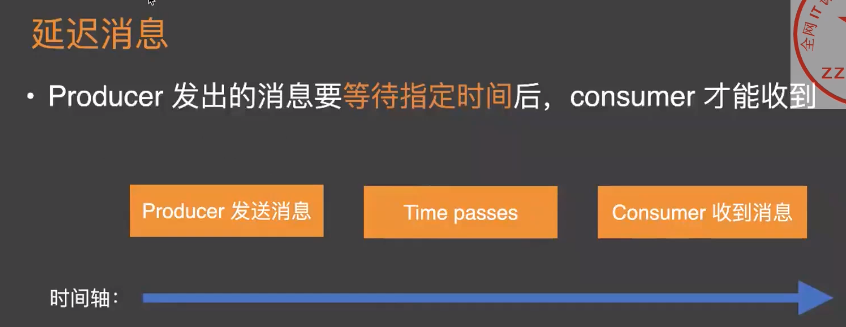 延迟消息
• Producer 发出的消息要等待指定时间后，consumer 才能收到
Producer 发送消息
Time passes
Consumer 收到消息
时间轴：
全网 IT
ZZ